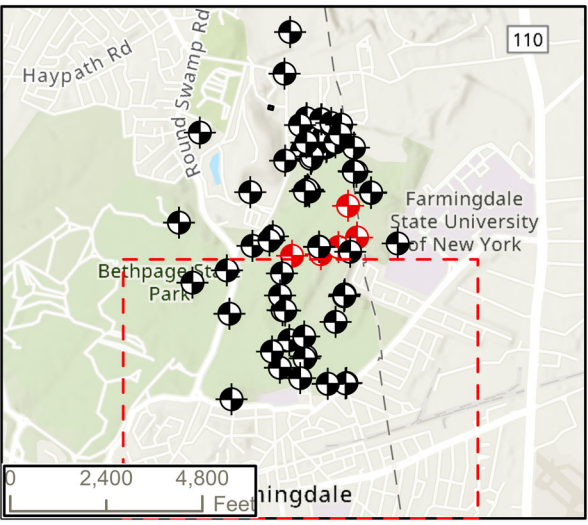 110
Haypath Rd
Round Swamp Rd
Farmingdale
State University
of New York
Bethpage Sta
Park
0 2,400 4,800
Feet
mingdale